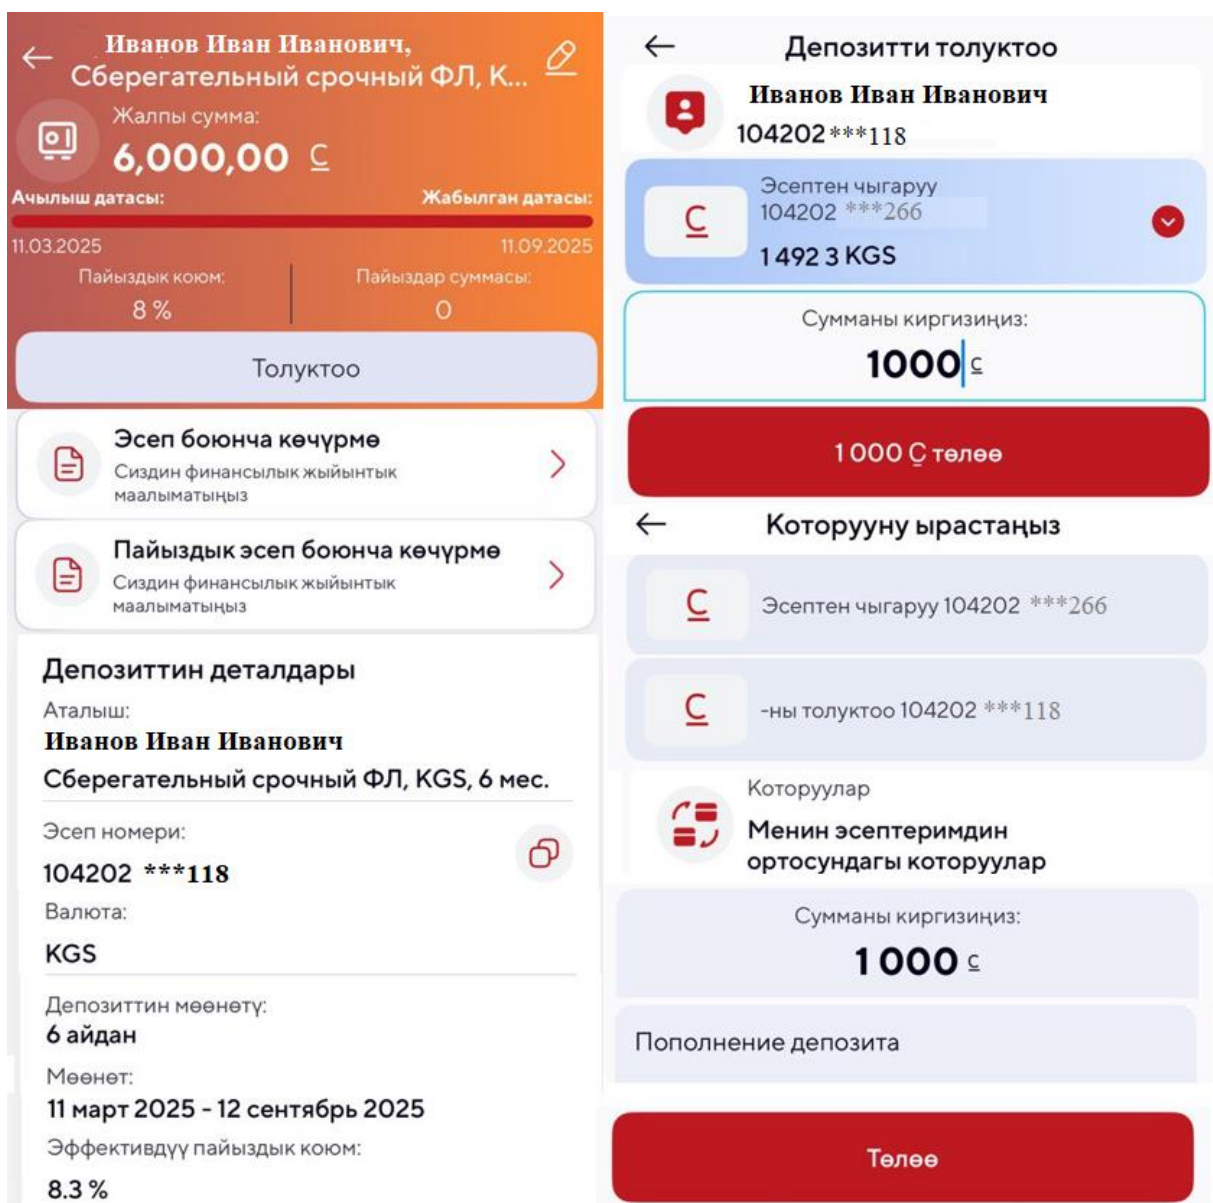 Иванов Иван Иванович,
Сберегательный срочный ФЛ, К...
Жалпы сумма:
6,000,00 С
Ачылыш датасы: Жабылган датасы:
11.03.2025 11.09.2025
Пайыздык коюм: Пайыздар суммасы:
8 % 0
Толуктоо
Эсеп боюнча көчүрмө
Сиздин финансылык жыйынтык
маалыматыңыз
Пайыздык эсеп боюнча көчүрмө
Сиздин финансылык жыйынтык
маалыматыңыз
Депозиттин деталдары
Аталыш:
Иванов Иван Иванович
Сберегательный срочный ФЛ, KGS, 6 мес.
Эсеп номери:
104202 ***118
Валюта:
KGS
Депозиттин мөөнөтү:
6 айдан
Мөөнөт:
11 март 2025 - 12 сентябрь 2025
Эффективдүү пайыздык коюм:
8.3 %
Депозитти толуктоо
Иванов Иван Иванович
104202 ***118
Эсептен чыгаруу
С
104202 ***266
1 492 3 KGS
Сумманы киргизиңиз:
1000 С
1 000 С төлөө
Которууну ырастаңыз
С Эсептен чыгаруу 104202 ***266
С -ны толуктоо 104202 ***118
Которуулар
Менин эсептеримдин
ортосундагы которуулар
Сумманы киргизиңиз:
1 000 С
Пополнение депозита
Төлөө